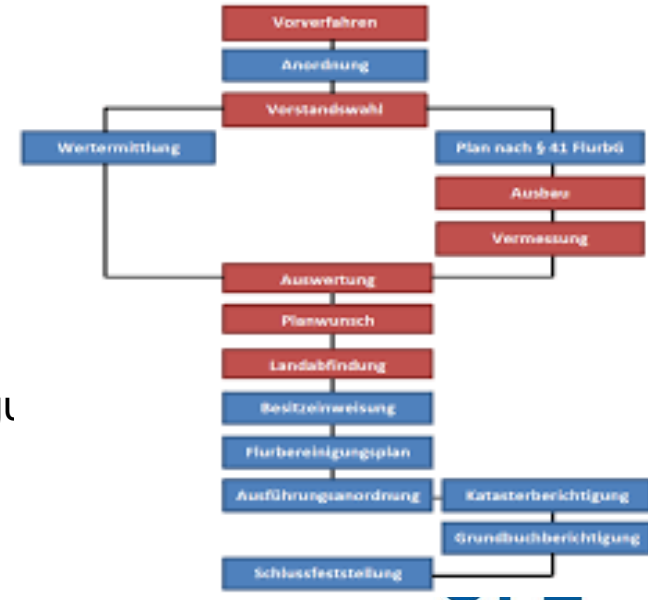 Vorverfahren
Anordnung
Vorstandswahl
Wertermittlung
Plan nach § 41 FlurbG
Ausbau
Vermessung
Auswertung
Planwunsch
Landabfindung
Besitzeinweisung
Flurbereinigungsplan
Ausführungsanordnung
Katasterberichtigung
Grundbuchberichtigung
Schlussfeststellung